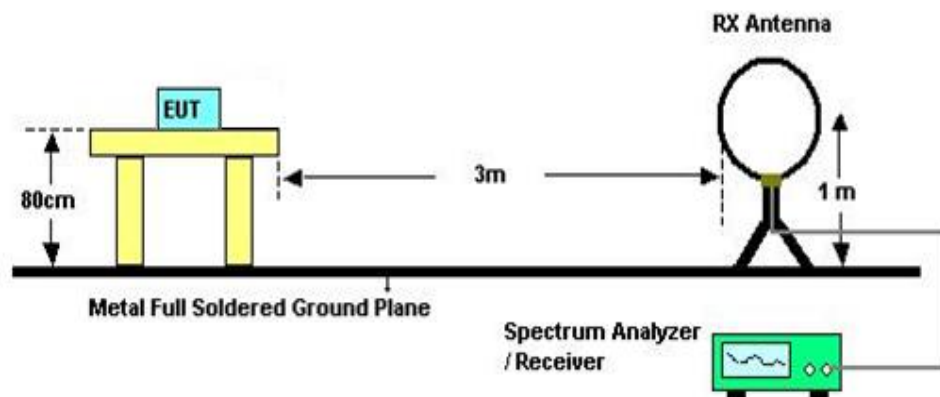 RX Antenna
EUT
80cm
3m
1 m
Metal Full Soldered Ground Plane
Spectrum Analyzer
/ Receiver